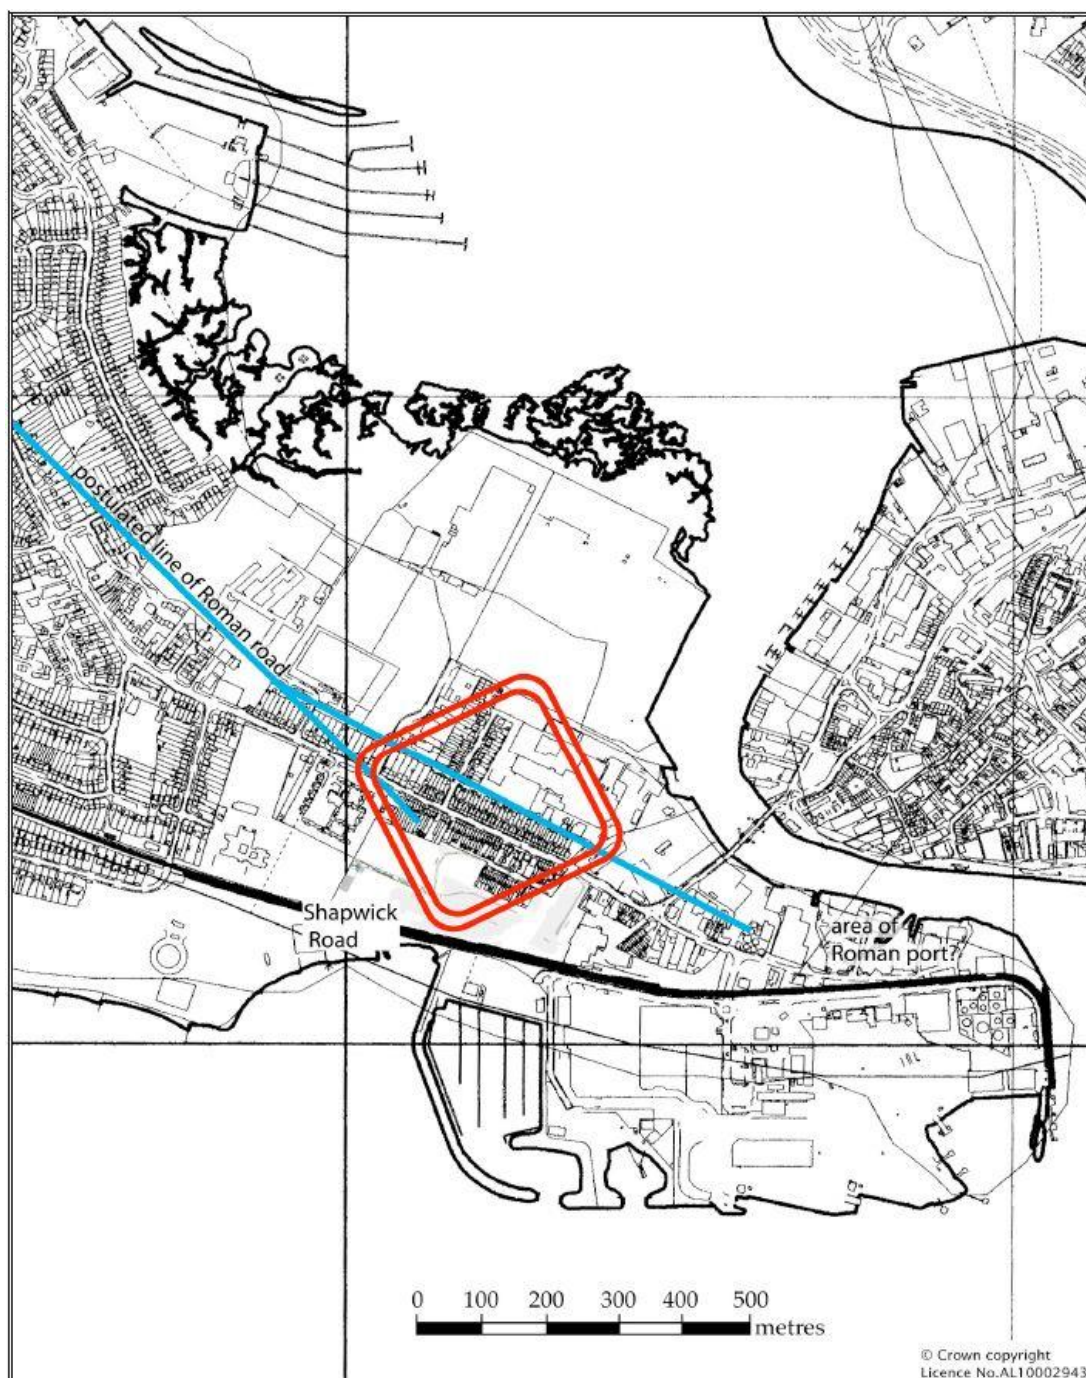 postulated line of Roman road
Shapwick
Road
area of
Roman port?
0 100 200 300 400 500
metres
© Crown copyright
Licence No.AL10002943